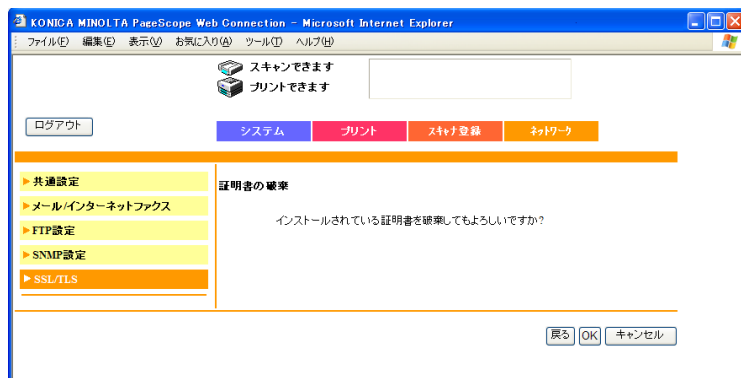 KONICA MINOLTA PageScope Web Connection - Microsoft Internet Explorer
ファイル(F) 編集(E) 表示(V) お気に入り(A) ツール(T) ヘルプ(H)
スキャンできます
プリントできます
ログアウト
システム プリント スキャナ登録 ネットワーク
共通設定
メール/インターネットファクス
FTP設定
SNMP設定
SSL/TLS
証明書の破棄
インストールされている証明書を破棄してもよろしいですか?
戻る OK キャンセル